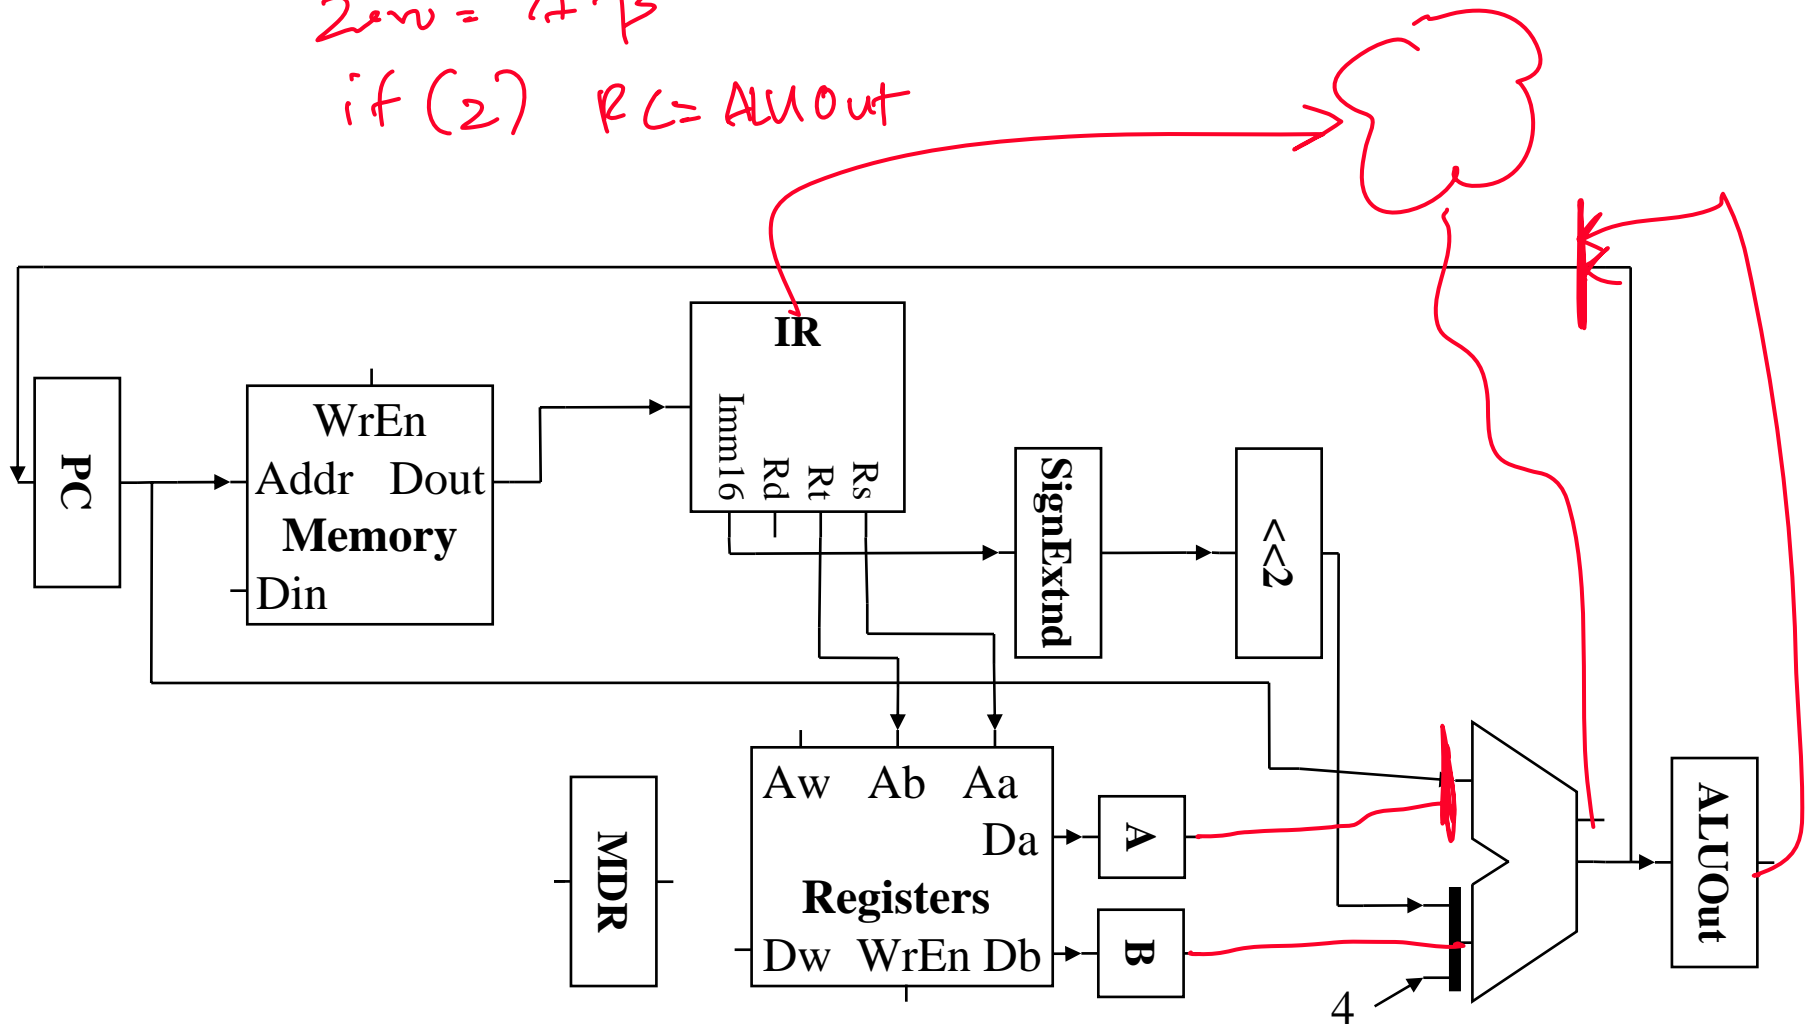 Zero =
if (Z) PC = ALUOut
IR
Imm16
Rd
Rt
Rs
PC
WrEn
Addr Dout
Memory
Din
SignExtnd
<<2
Aw Ab Aa
Da
Registers
Dw WrEn Db
MDR
A
B
4
ALUOut